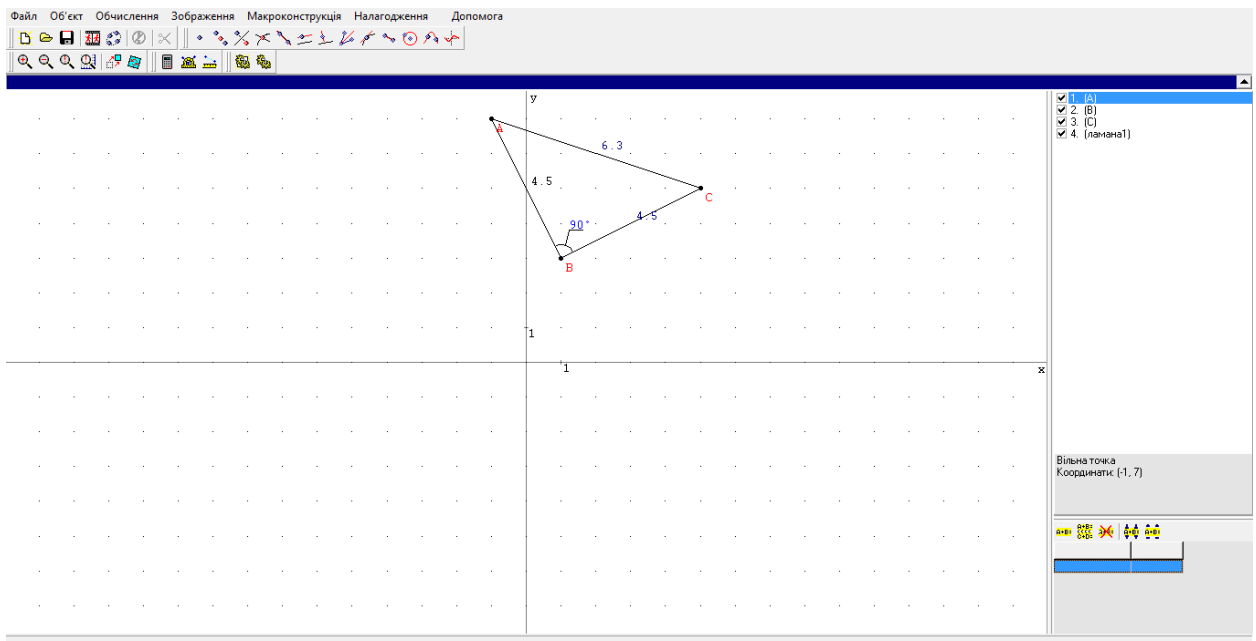 Файл Об'єкт Обчислення Зображення Макроконструкція Налагодження Допомога
y
1. (A)
2. (B)
3. (C)
4. (ламана1)
A
6.3
4.5
C
4.5
90°
B
1
1
x
Вільна точка
Координати: (-1, 7)